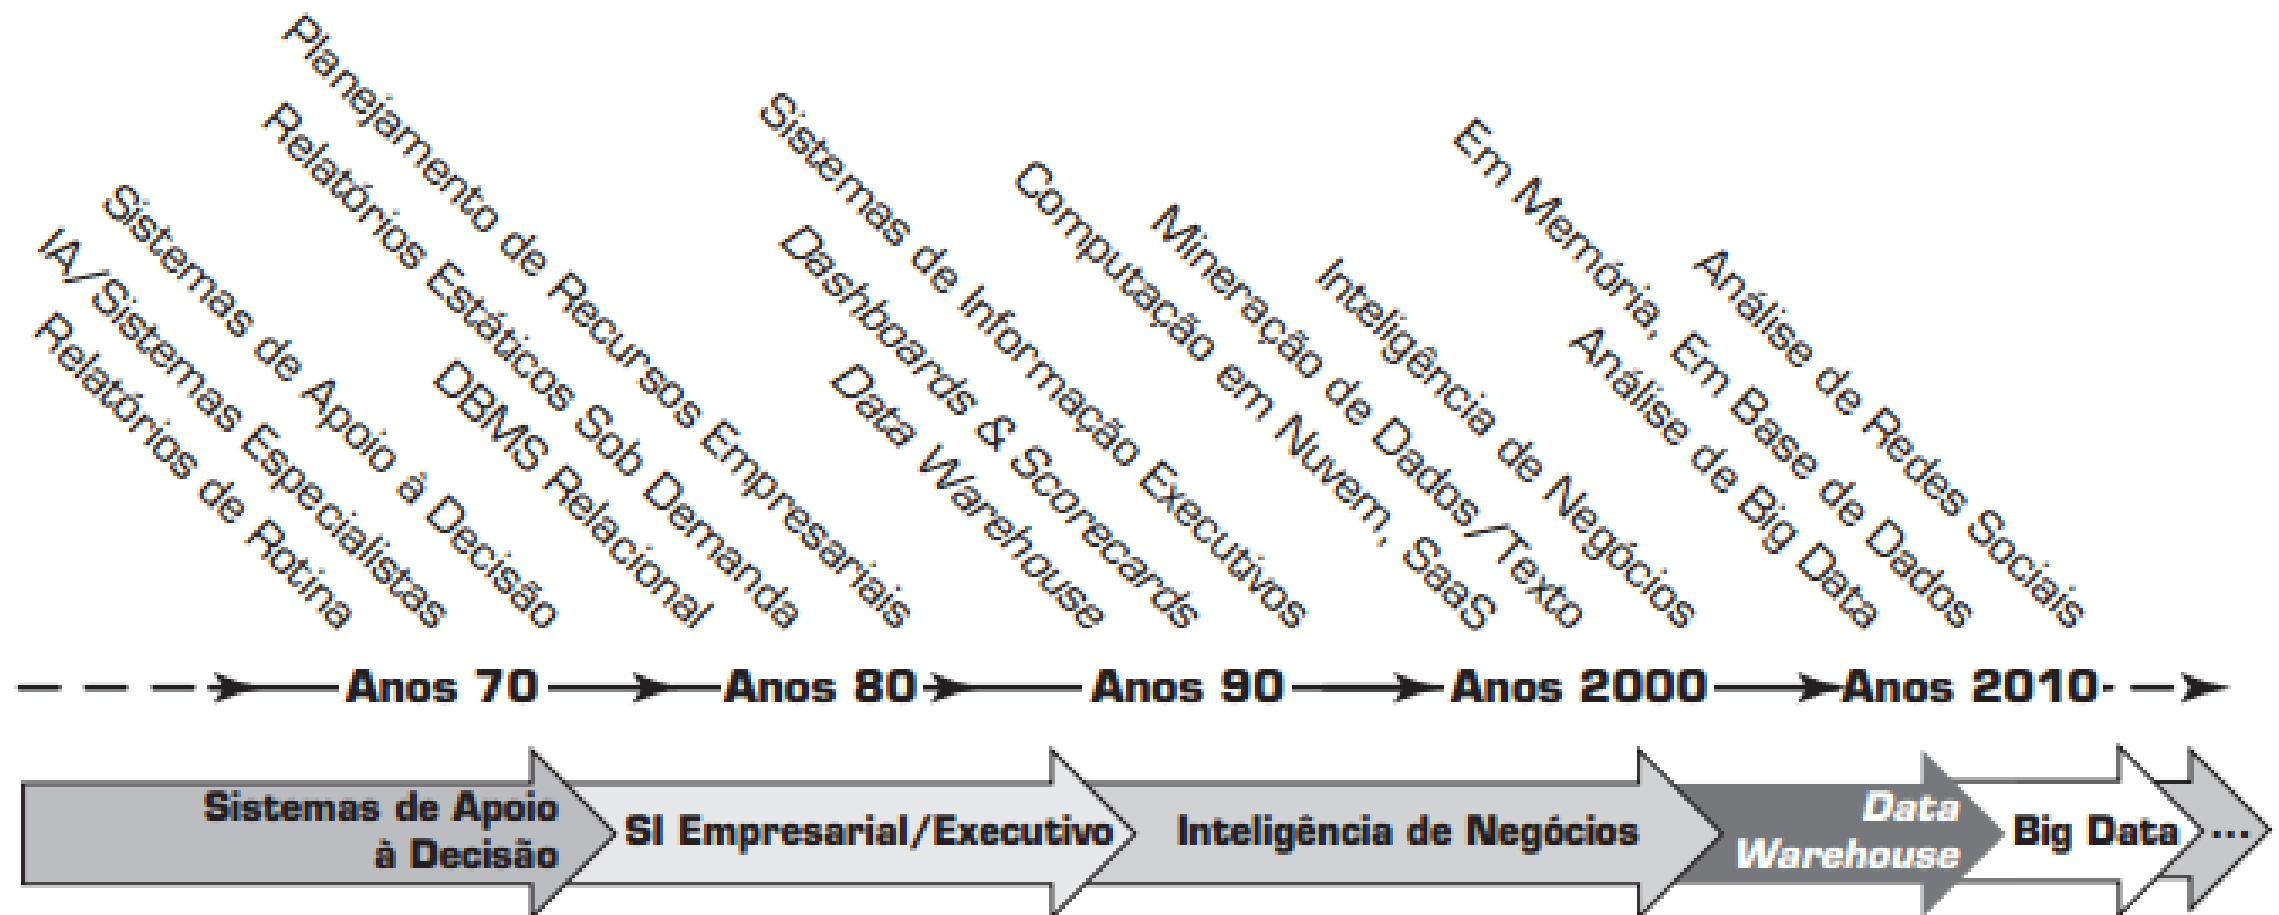 Relatórios de Rotina
IA/Sistemas Especialistas
Sistemas de Apoio à Decisão
DBMS Relacional
Relatórios Estáticos Sob Demanda
Planejamento de Recursos Empresariais
Data Warehouse
Dashboards & Scorecards
Sistemas de Informação Executivos
Computação em Nuvem, SaaS
Mineração de Dados/Texto
Inteligência de Negócios
Análise de Big Data
Em Memória, Em Base de Dados
Análise de Redes Sociais
Anos 70
Anos 80
Anos 90
Anos 2000
Anos 2010
Sistemas de Apoio
à Decisão
SI Empresarial/Executivo
Inteligência de Negócios
Data
Warehouse
Big Data
...